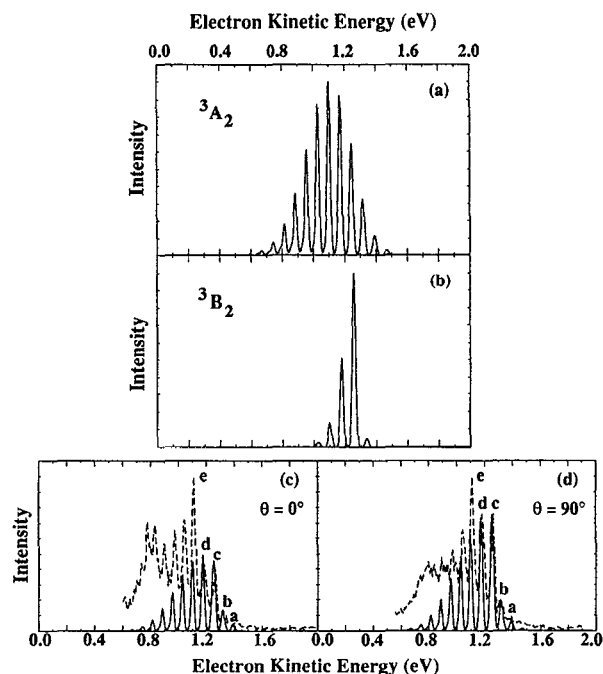 Electron Kinetic Energy (eV)
0.0 0.4 0.8 1.2 1.6 2.0
(a)
³A₂
Intensity
(b)
³B₂
Intensity
(c)
e
θ = 0°
d
c
b
a
(d)
e
θ = 90°
d c
b
a
Intensity
0.0 0.4 0.8 1.2 1.6 0.0 0.4 0.8 1.2 1.6 2.0
Electron Kinetic Energy (eV)